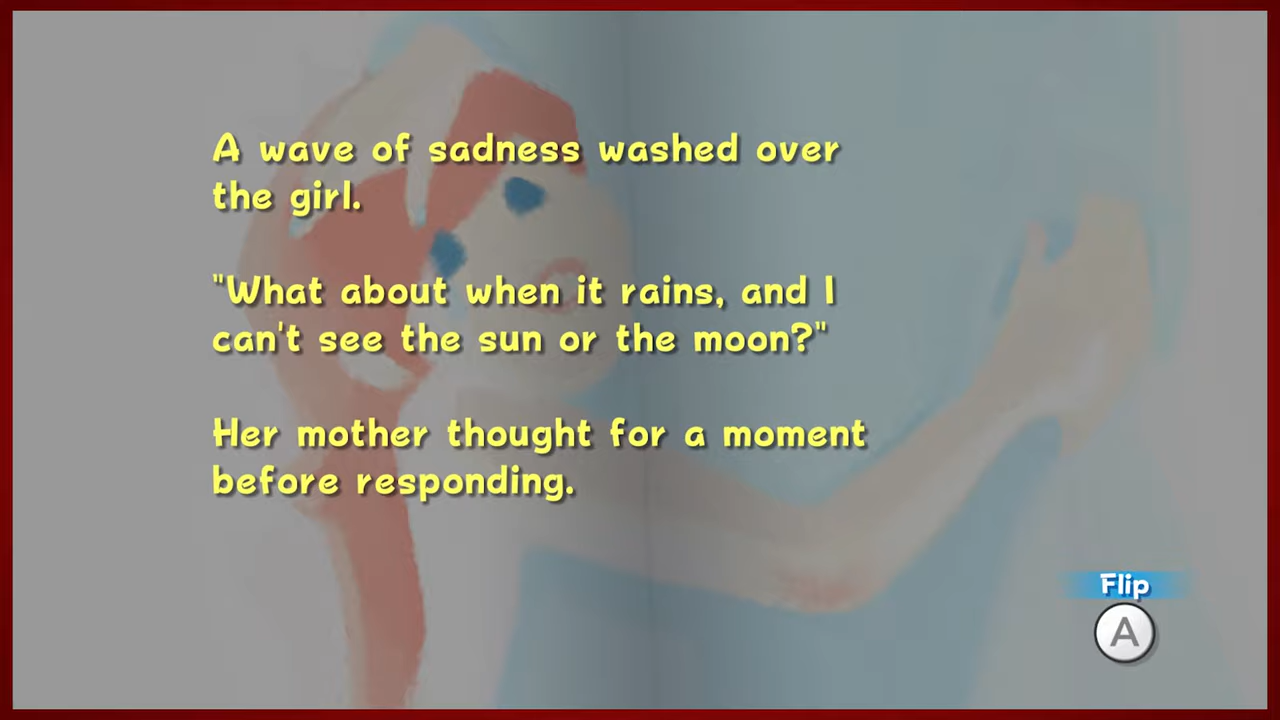 A wave of sadness washed over
the girl.
"What about when it rains, and I
can't see the sun or the moon?"
Her mother thought for a moment
before responding.
Flip
A